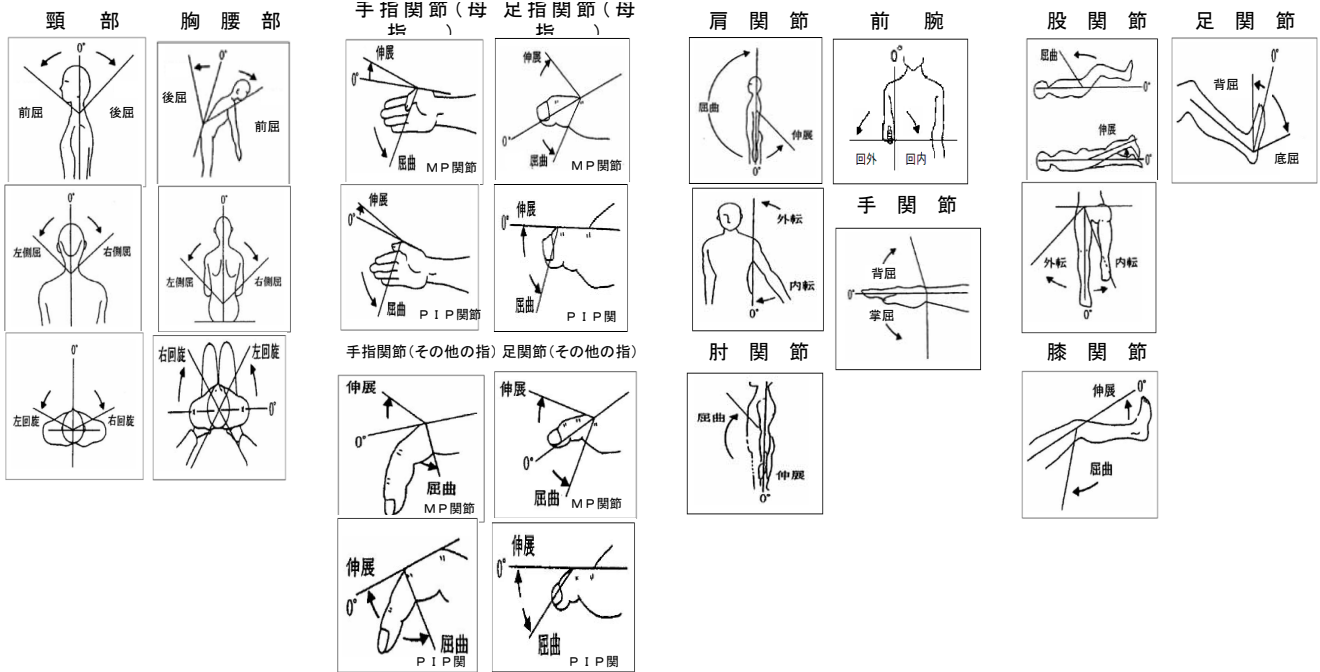 頸 部
0°
前屈
後屈
0°
左側屈
右側屈
0°
左回旋
右回旋
胸 腰 部
0°
後屈
前屈
0°
左側屈
右側屈
右回旋
左回旋
0°
手指関節（母指）
伸展
0°
屈曲
ＭＰ関節
伸展
0°
屈曲
ＰＩＰ関節
足指関節（母指）
伸展
0°
屈曲
ＭＰ関節
伸展
0°
屈曲
ＰＩＰ関
手指関節(その他の指)
伸展
0°
屈曲
ＭＰ関節
伸展
0°
屈曲
ＰＩＰ関
足関節(その他の指)
伸展
0°
屈曲
ＭＰ関節
伸展
0°
屈曲
ＰＩＰ関
肩 関 節
屈曲
伸展
0°
外転
内転
0°
肘 関 節
屈曲
伸展
0°
前 腕
0°
回外
回内
手 関 節
背屈
0°
掌屈
股 関 節
屈曲
0°
伸展
0°
外転
内転
0°
膝 関 節
伸展
0°
屈曲
足 関 節
0°
背屈
底屈